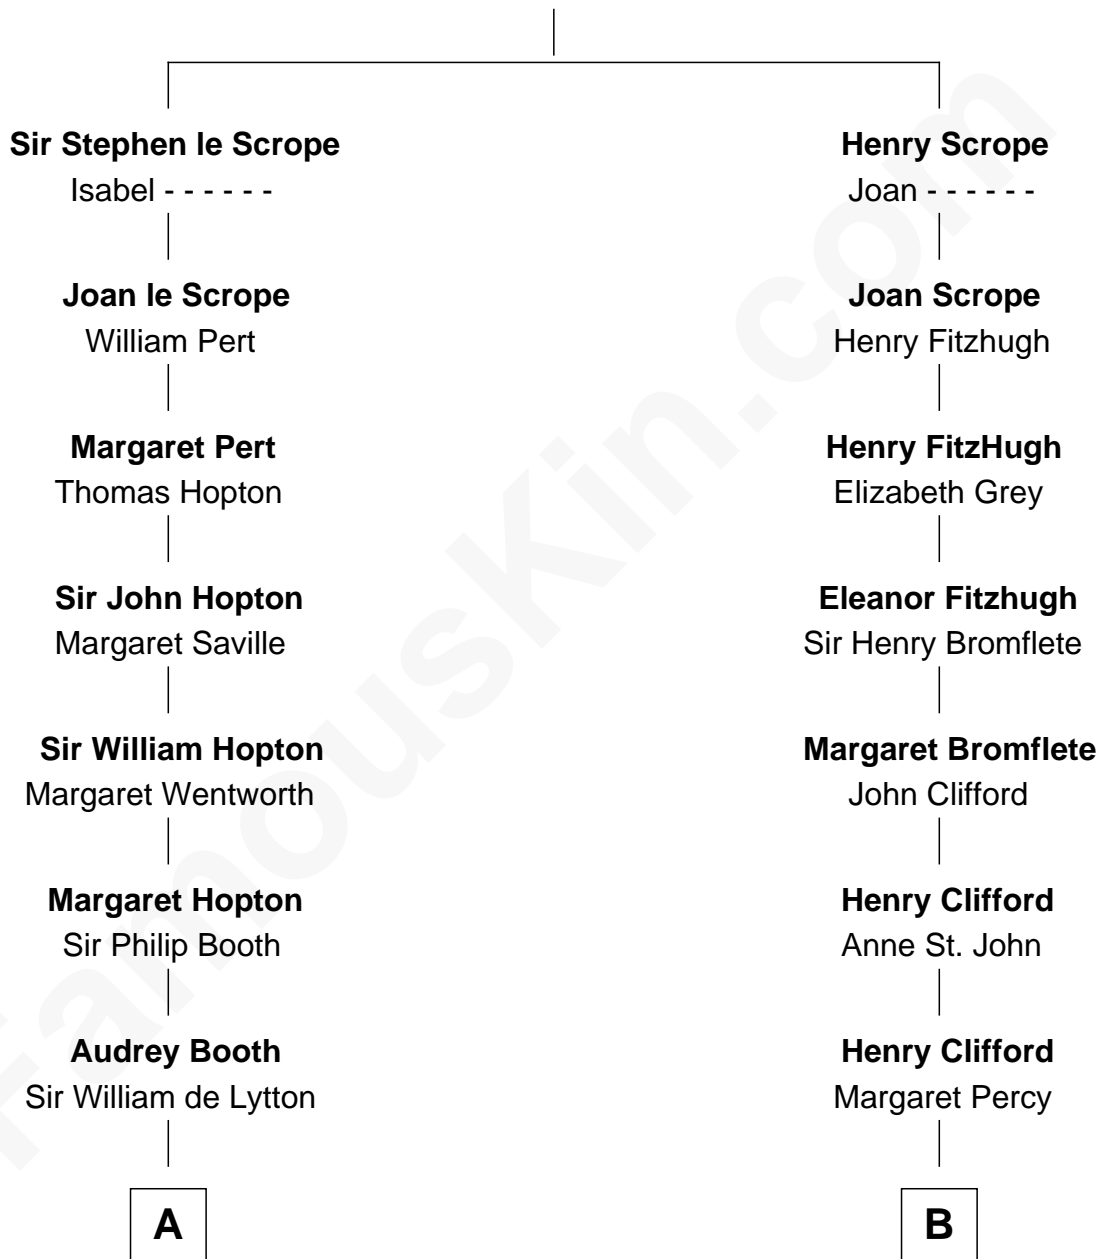 Sir Stephen le Scrope
Isabel - - - - - -
Joan le Scrope
William Pert
Margaret Pert
Thomas Hopton
Sir John Hopton
Margaret Saville
Sir William Hopton
Margaret Wentworth
Margaret Hopton
Sir Philip Booth
Audrey Booth
Sir William de Lytton
A
Henry Scrope
Joan - - - - - -
Joan Scrope
Henry Fitzhugh
Henry FitzHugh
Elizabeth Grey
Eleanor Fitzhugh
Sir Henry Bromflete
Margaret Bromflete
John Clifford
Henry Clifford
Anne St. John
Henry Clifford
Margaret Percy
B
FamousKin.com